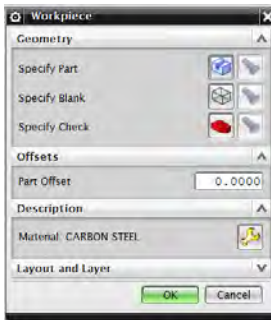 Workpiece
Geometry
Specify Part
Specify Blank
Specify Check
Offsets
Part Offset 0.0000
Description
Material: CARBON STEEL
Layout and Layer
OK Cancel